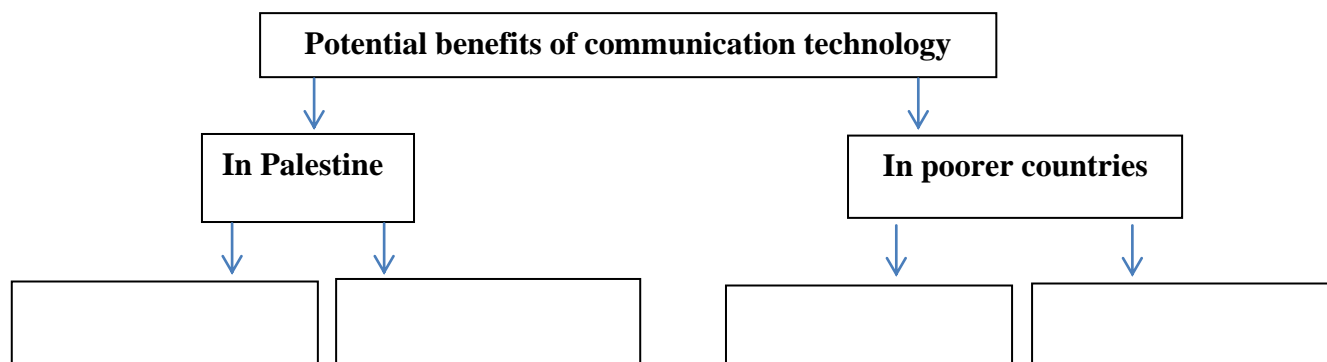 Potential benefits of communication technology
In Palestine
In poorer countries